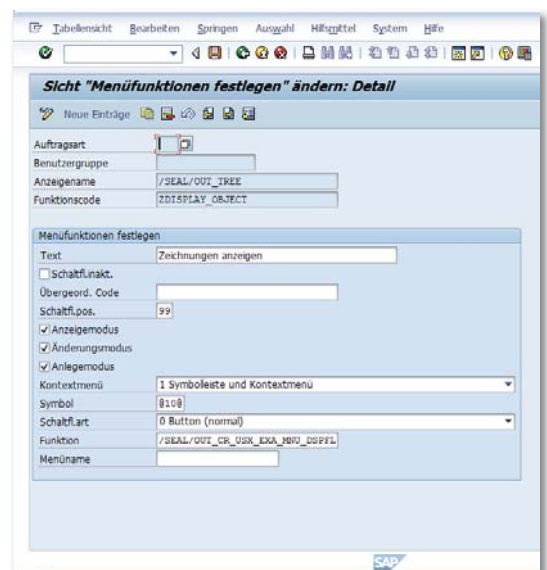 Tabellensicht Bearbeiten Springen Auswahl Hilfsmittel System Hilfe
Sicht "Menüfunktionen festlegen" ändern: Detail
Neue Einträge
Auftragsart
Benutzergruppe
Anzeigename /SEAL/OUT_TREE
Funktionscode ZDISPLAY_OBJECT
Menüfunktionen festlegen
Text Zeichnungen anzeigen
Schaltfl.inakt.
Übergeord. Code
Schaltfl.pos. 99
Anzeigemodus
Änderungsmodus
Anlegemodus
Kontextmenü 1 Symbolleiste und Kontextmenü
Symbol @10@
Schaltfl.art 0 Button (normal)
Funktion /SEAL/OUT_CR_USX_EXA_MNU_DSPFL
Menüname
SAP